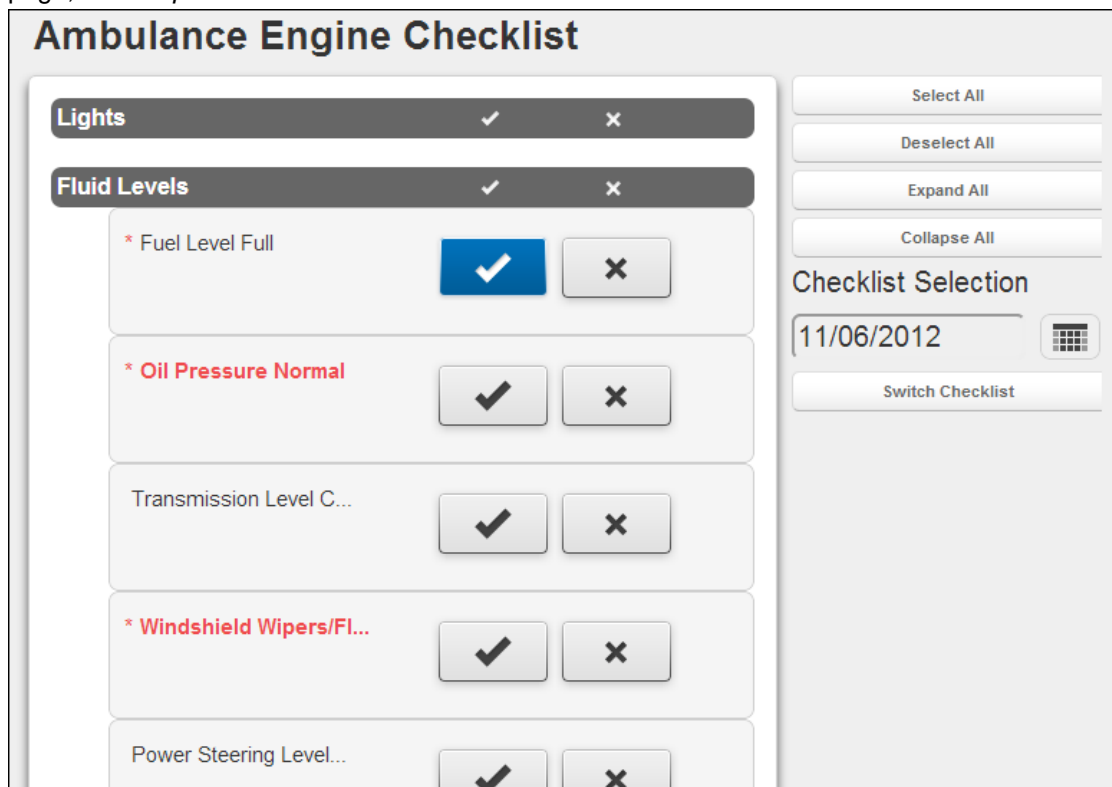 Ambulance Engine Checklist
Lights
Fluid Levels
* Fuel Level Full
* Oil Pressure Normal
Transmission Level C...
* Windshield Wipers/Fl...
Power Steering Level...
Select All
Deselect All
Expand All
Collapse All
Checklist Selection
11/06/2012
Switch Checklist